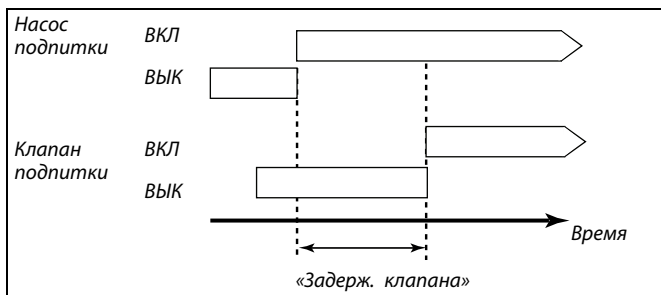 Насос
подпитки
ВКЛ
ВЫК
Клапан
подпитки
ВКЛ
ВЫК
Время
«Задерж. клапана»